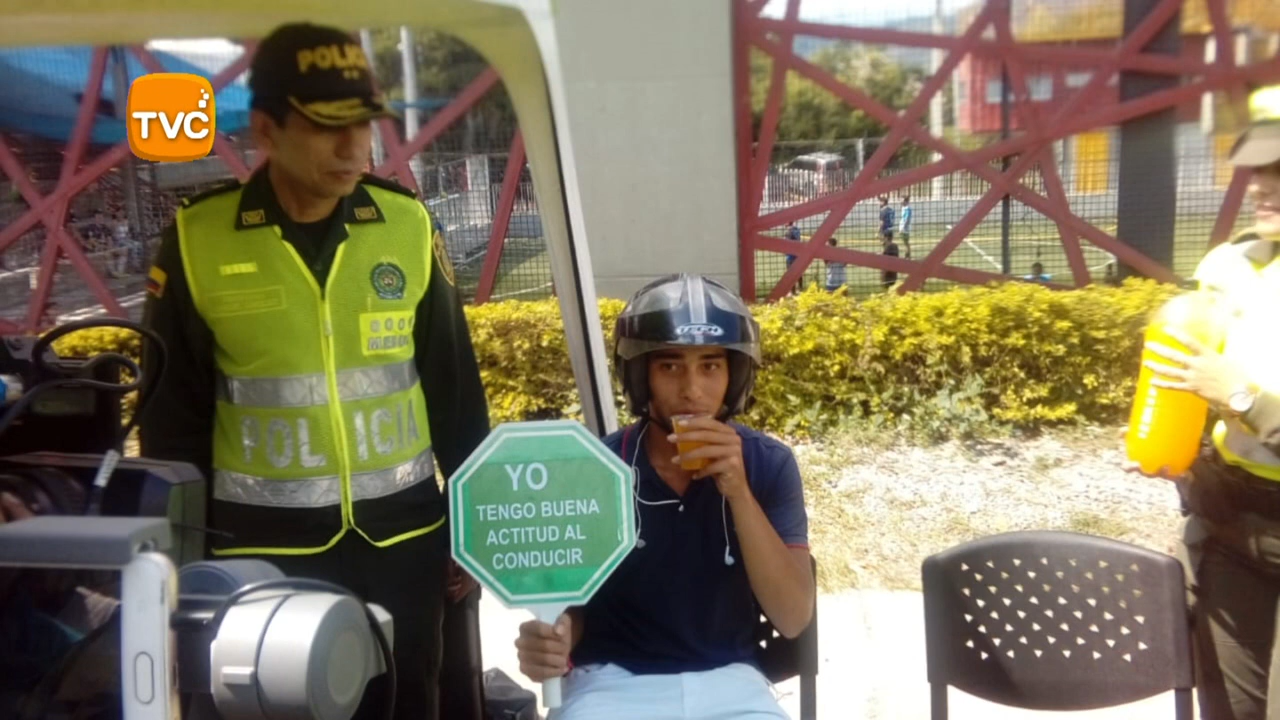 POLICIA
TVC
POLICIA
YO
TENGO BUENA
ACTITUD AL
CONDUCIR